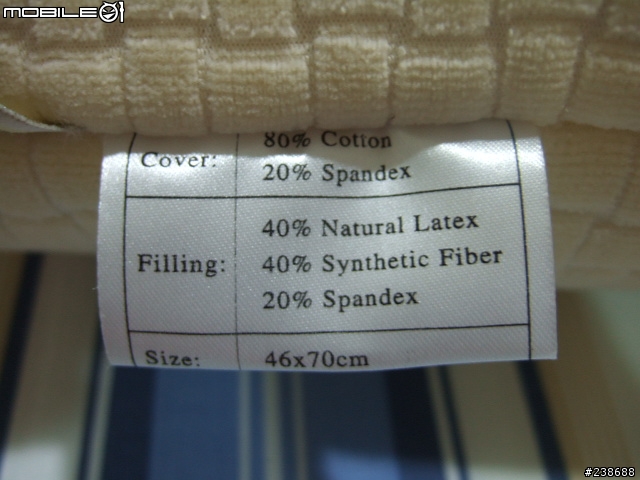 MOBILE01
80% Cotton
Cover:
20% Spandex
40% Natural Latex
Filling: 40% Synthetic Fiber
20% Spandex
Size: 46x70cm
#238688